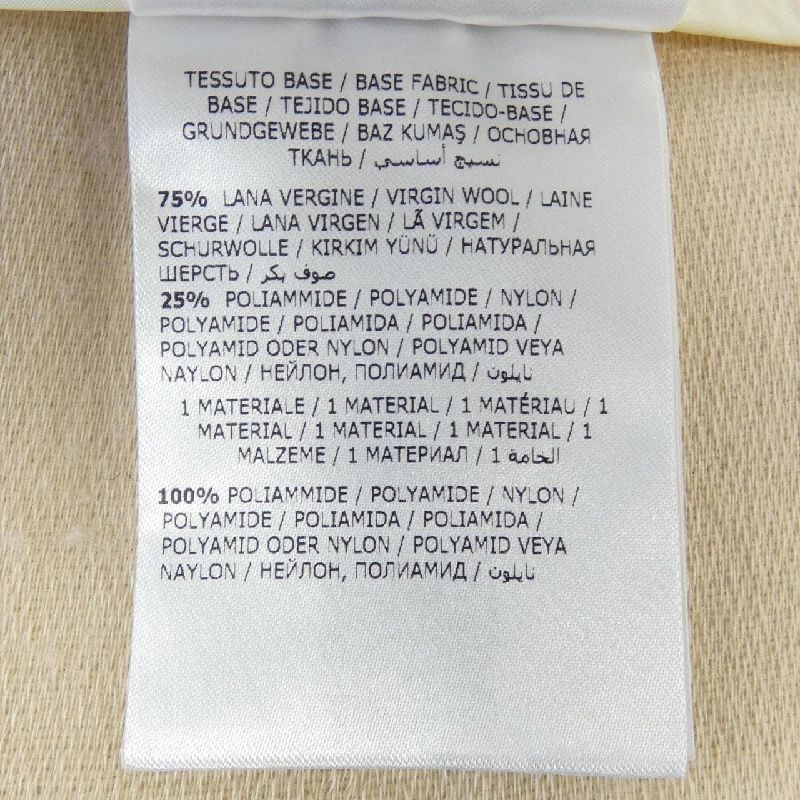 TESSUTO BASE / BASE FABRIC / TISSU DE
BASE / TEJIDO BASE / TECIDO-BASE /
GRUNDGEWEBE / BAZ KUMAŞ / ОСНОВНАЯ
ТКАНЬ / نسيج أساسي
75% LANA VERGINE / VIRGIN WOOL / LAINE
VIERGE / LANA VIRGEN / LÃ VIRGEM /
SCHURWOLLE / KIRKIM YÜNÜ / НАТУРАЛЬНАЯ
ШЕРСТЬ / صوف بكر
25% POLIAMMIDE / POLYAMIDE / NYLON /
POLYAMIDE / POLIAMIDA / POLIAMIDA /
POLYAMID ODER NYLON / POLYAMID VEYA
NAYLON / НЕЙЛОН, ПОЛИАМИД / نايلون
1 MATERIALE / 1 MATERIAL / 1 MATÉRIAU / 1
MATERIAL / 1 MATERIAL / 1 MATERIAL / 1
MALZEME / 1 МАТЕРИАЛ / 1 الخامة
100% POLIAMMIDE / POLYAMIDE / NYLON /
POLYAMIDE / POLIAMIDA / POLIAMIDA /
POLYAMID ODER NYLON / POLYAMID VEYA
NAYLON / НЕЙЛОН, ПОЛИАМИД / نايلون